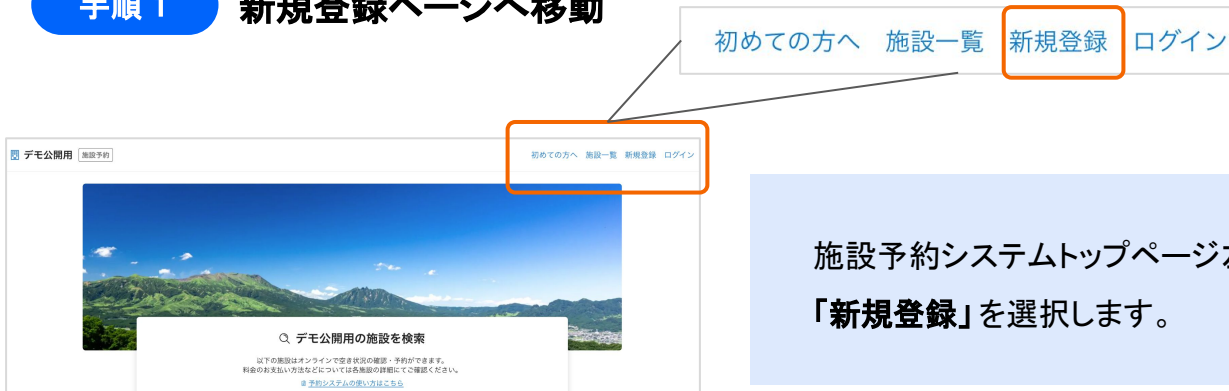 手順1 新規登録ページへ移動
初めての方へ 施設一覧 新規登録 ログイン
デモ公開用 施設予約
初めての方へ 施設一覧 新規登録 ログイン
デモ公開用の施設を検索
以下の施設はオンラインで空き状況の確認・予約ができます。
料金のお支払い方法などについては各施設の詳細にてご確認ください。
予約システムの使い方はこちら
施設予約システムトップページ
「新規登録」を選択します。